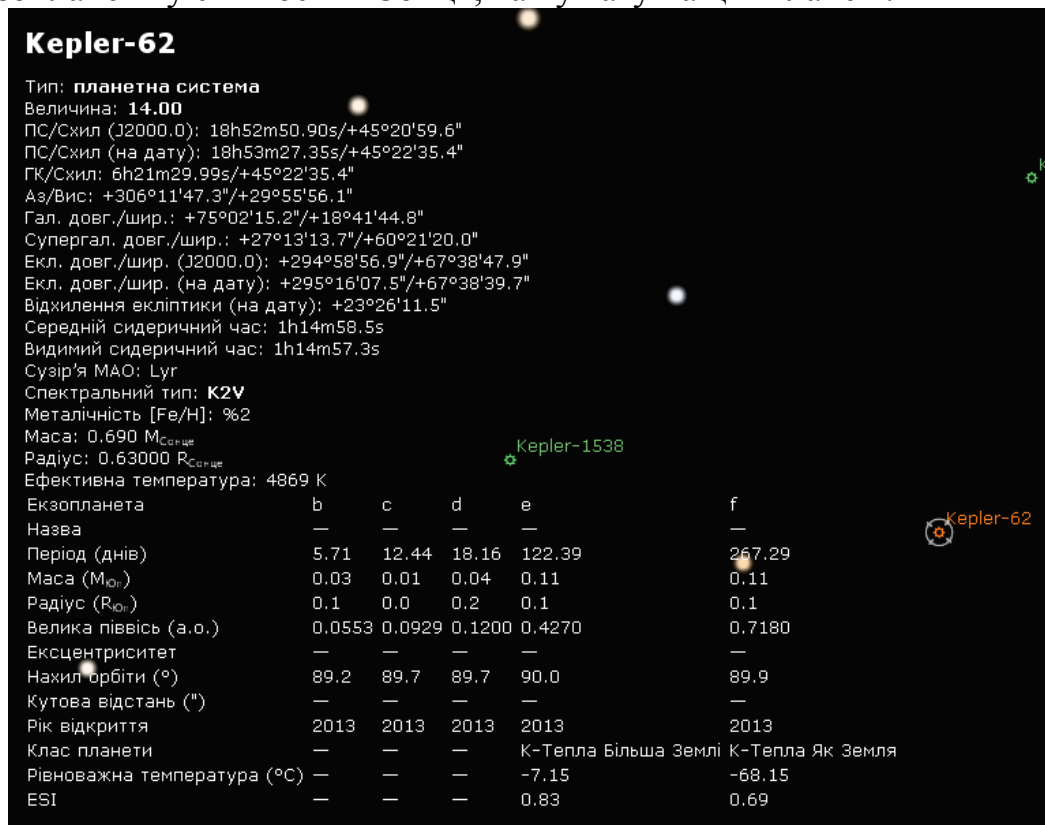 Kepler-62
Тип: планетна система
Величина: 14.00
ПС/Схил (J2000.0): 18h52m50.90s/+45°20'59.6"
ПС/Схил (на дату): 18h53m27.35s/+45°22'35.4"
ГК/Схил: 6h21m29.99s/+45°22'35.4"
Аз/Вис: +306°11'47.3"/+29°55'56.1"
Гал. довг./шир.: +75°02'15.2"/+18°41'44.8"
Супергал. довг./шир.: +27°13'13.7"/+60°21'20.0"
Екл. довг./шир. (J2000.0): +294°58'56.9"/+67°38'47.9"
Екл. довг./шир. (на дату): +295°16'07.5"/+67°38'39.7"
Відхилення екліптики (на дату): +23°26'11.5"
Середній сидеричний час: 1h14m58.5s
Видимий сидеричний час: 1h14m57.3s
Сузір'я МАО: Lyr
Спектральний тип: K2V
Металічність [Fe/H]: %2
Маса: 0.690 MСонце
Радіус: 0.63000 RСонце
Kepler-1538
Ефективна температура: 4869 K
Екзопланета b c d e f
Назва — — — — —
Kepler-62
Період (днів) 5.71 12.44 18.16 122.39 267.29
Маса (MЮп) 0.03 0.01 0.04 0.11 0.11
Радіус (RЮп) 0.1 0.0 0.2 0.1 0.1
Велика піввісь (а.о.) 0.0553 0.0929 0.1200 0.4270 0.7180
Ексцентриситет — — — — —
Нахил орбіти (°) 89.2 89.7 89.7 90.0 89.9
Кутова відстань (") — — — — —
Рік відкриття 2013 2013 2013 2013 2013
Клас планети — — — К-Тепла Більша Землі К-Тепла Як Земля
Рівноважна температура (°C) — — — -7.15 -68.15
ESI — — — 0.83 0.69